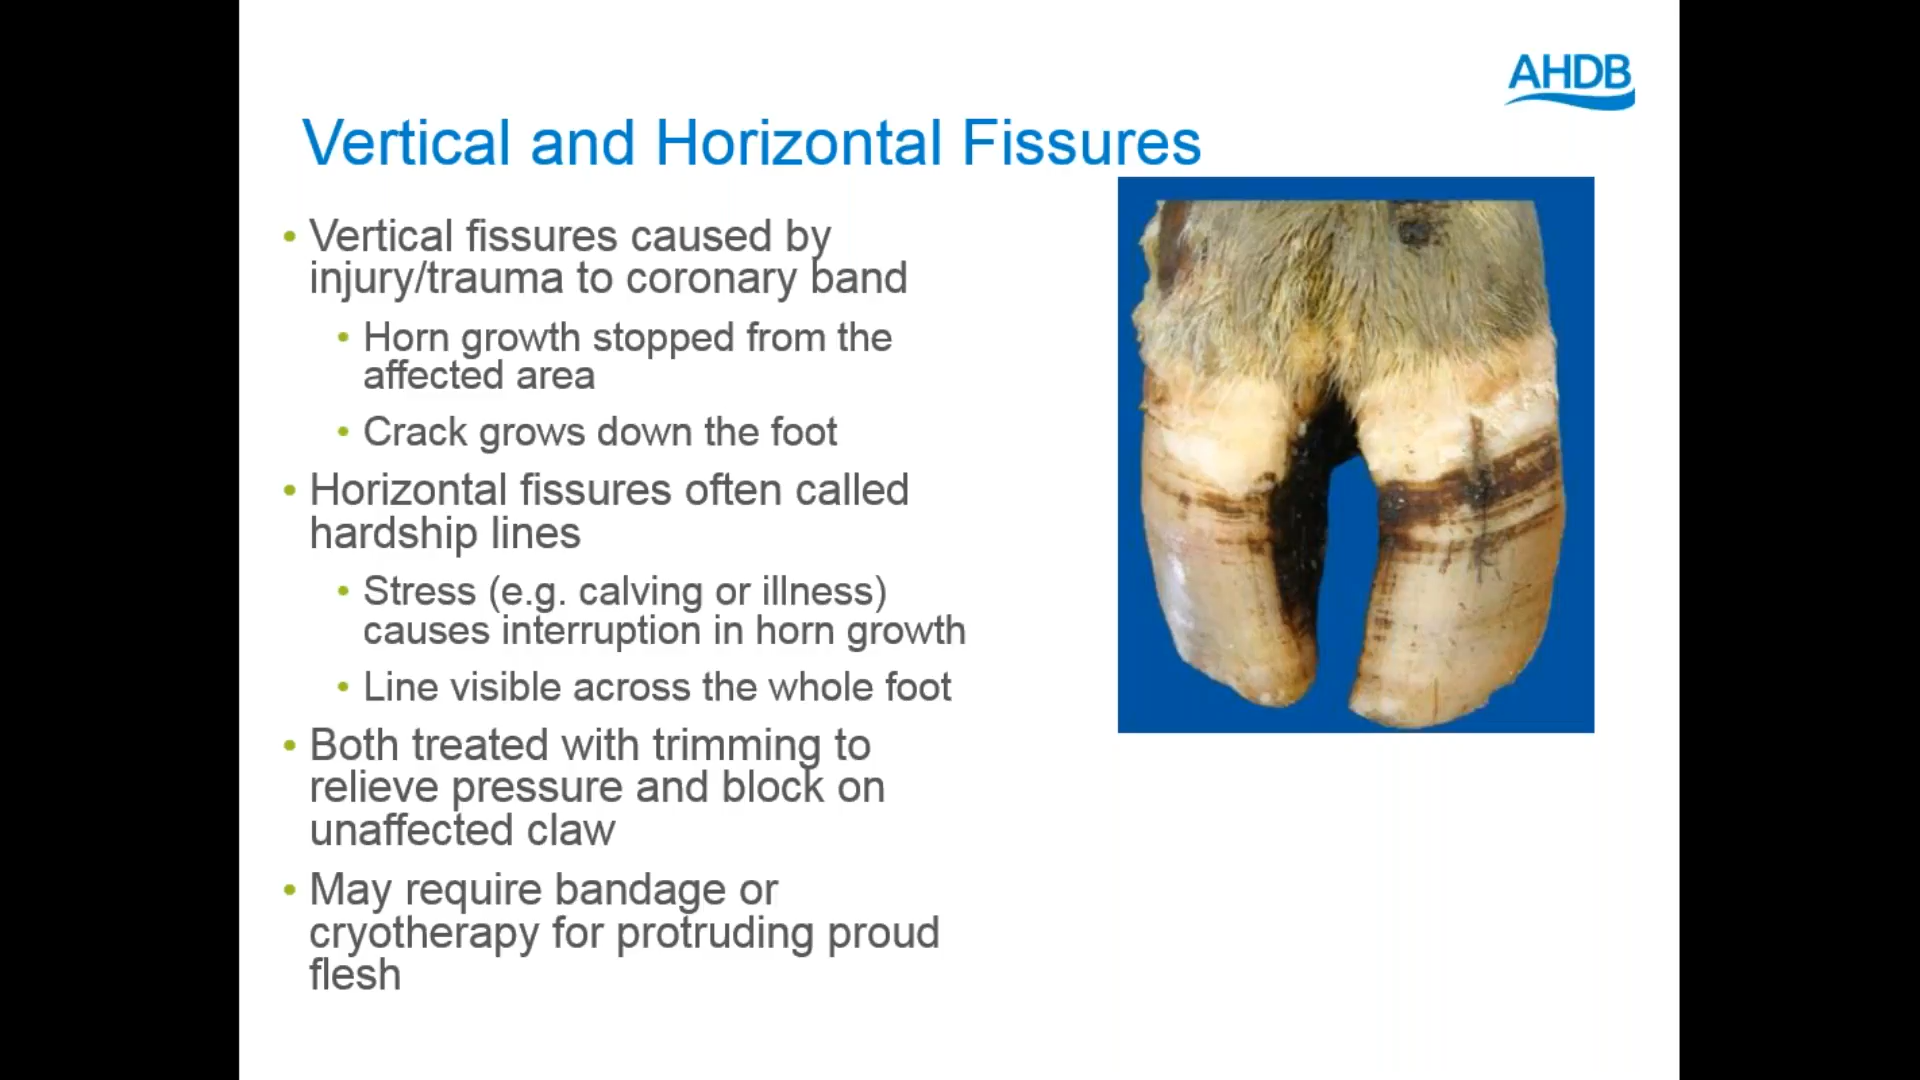 AHDB
Vertical and Horizontal Fissures
• Vertical fissures caused by
injury/trauma to coronary band
• Horn growth stopped from the
affected area
• Crack grows down the foot
• Horizontal fissures often called
hardship lines
• Stress (e.g. calving or illness)
causes interruption in horn growth
• Line visible across the whole foot
• Both treated with trimming to
relieve pressure and block on
unaffected claw
• May require bandage or
cryotherapy for protruding proud
flesh